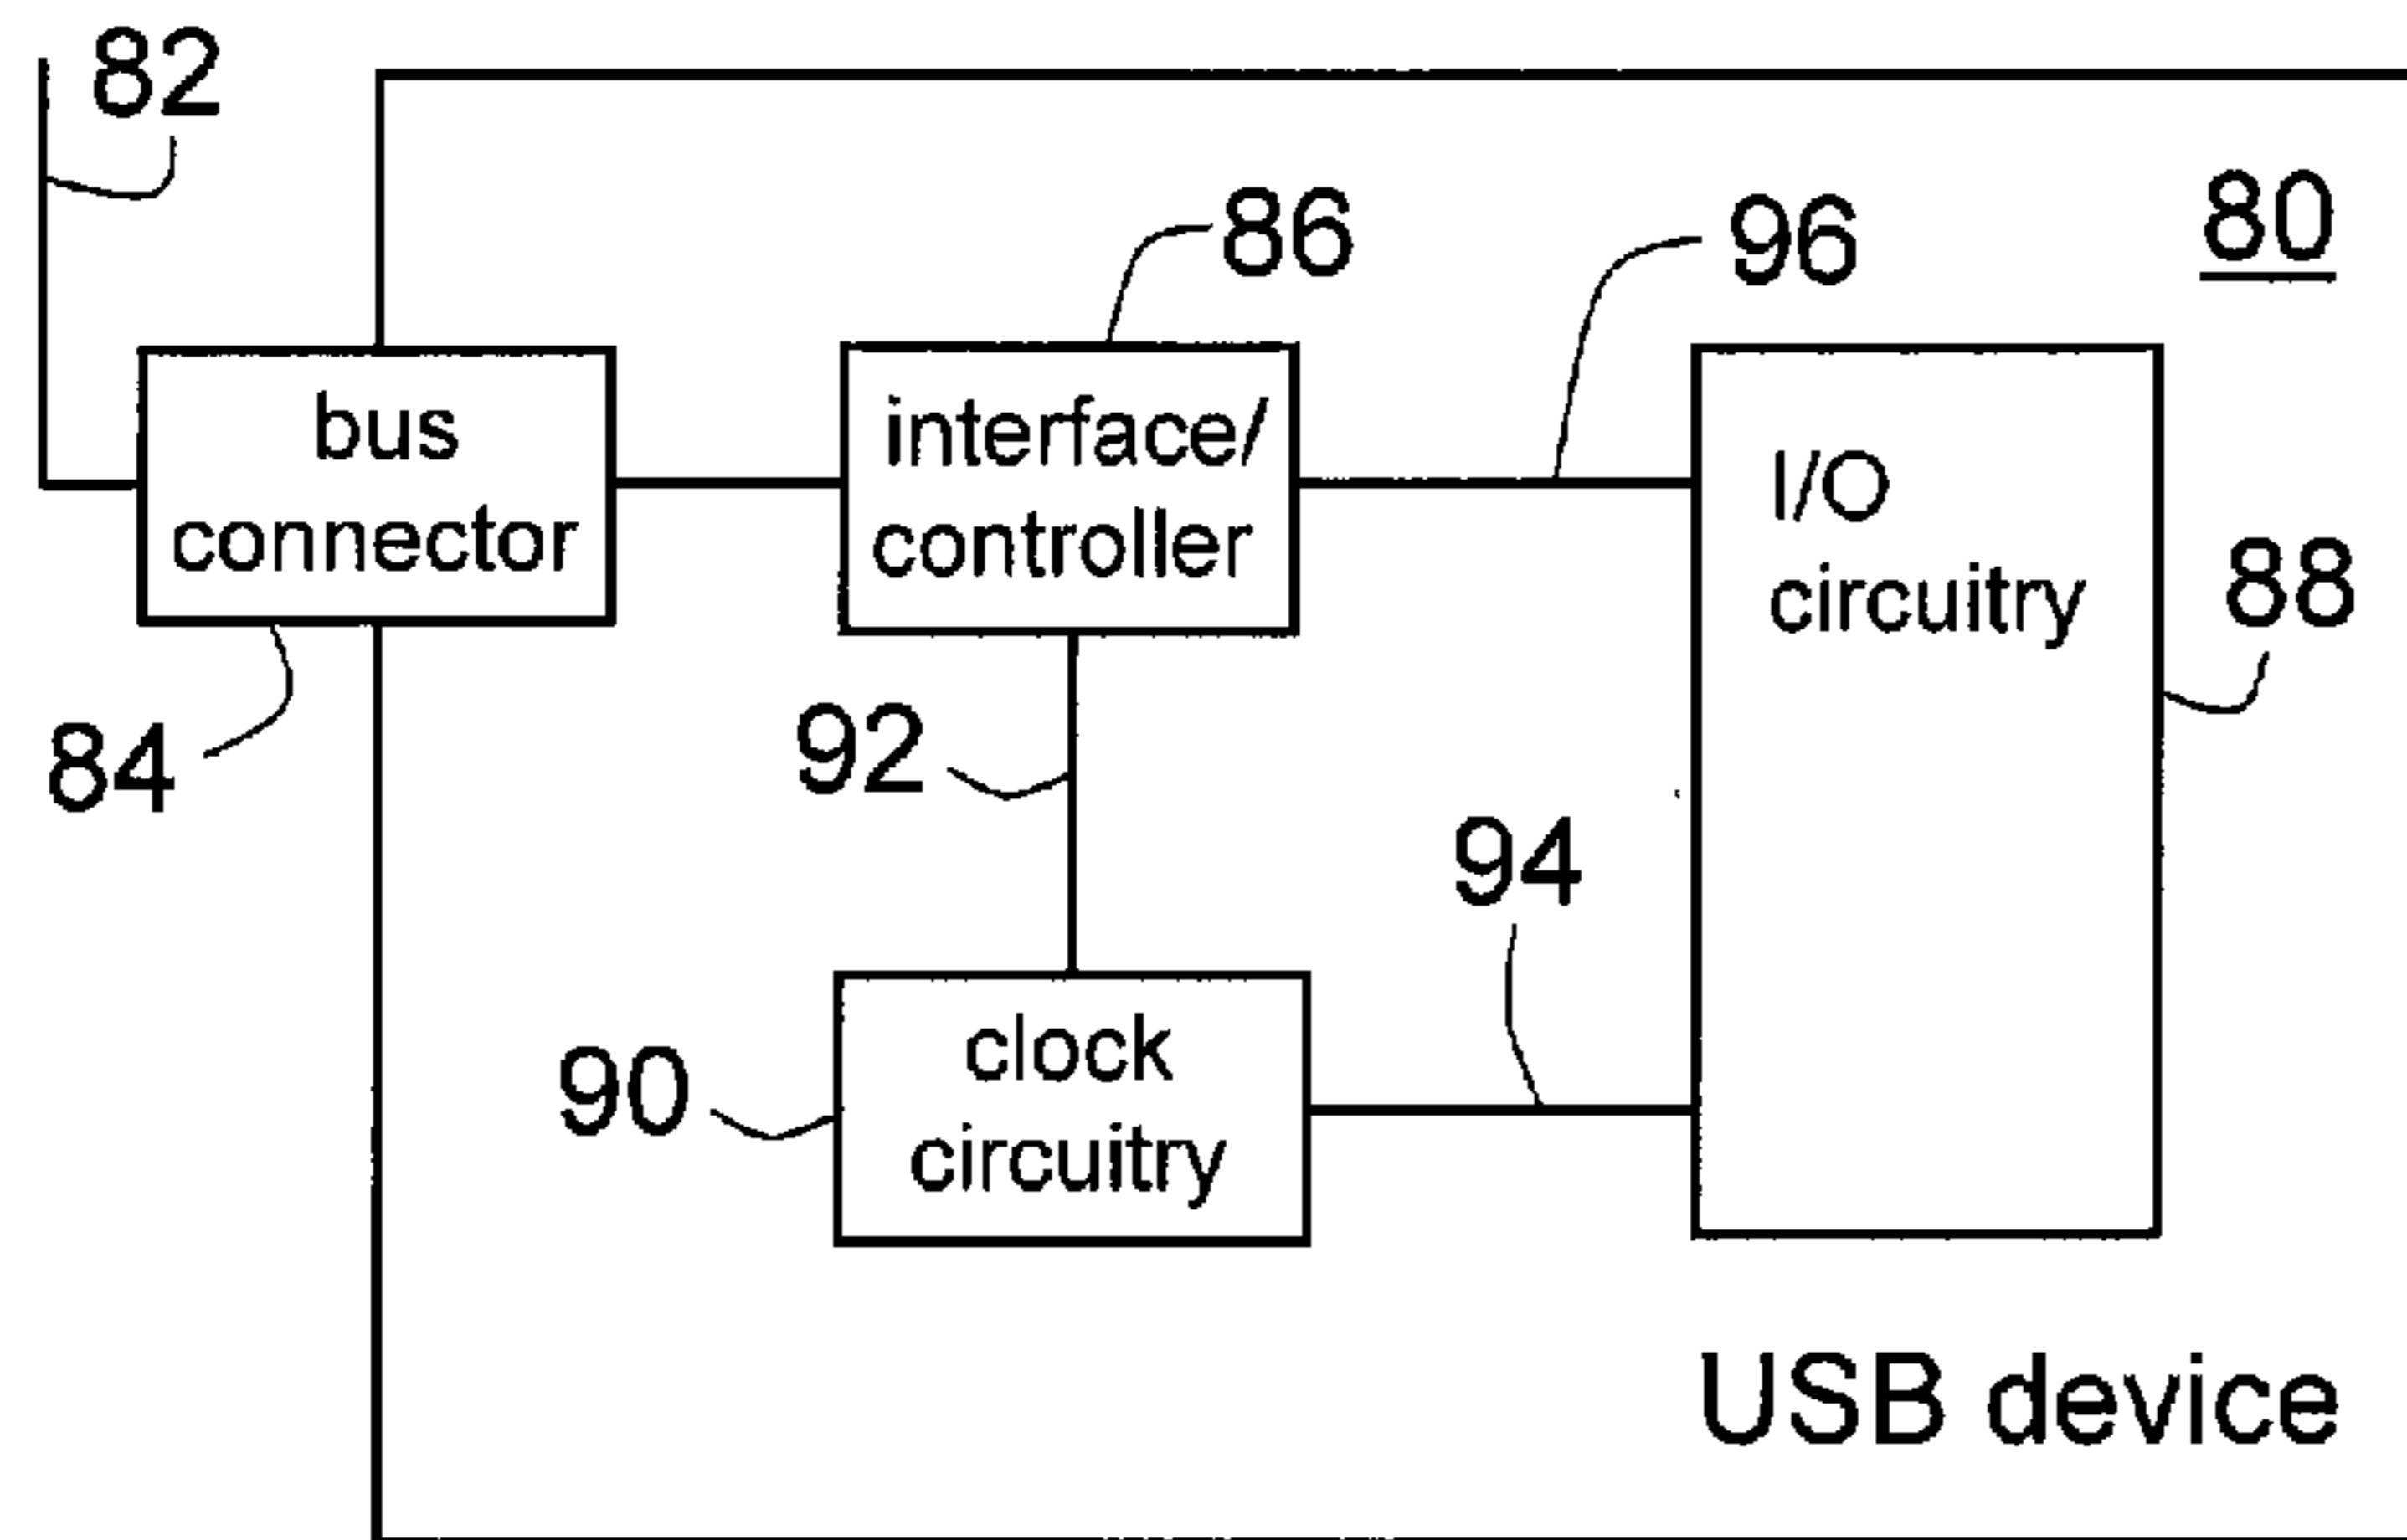 82
86
96
80
bus
connector
interface/
controller
I/O
circuitry
88
84
92
94
90
clock
circuitry
USB device